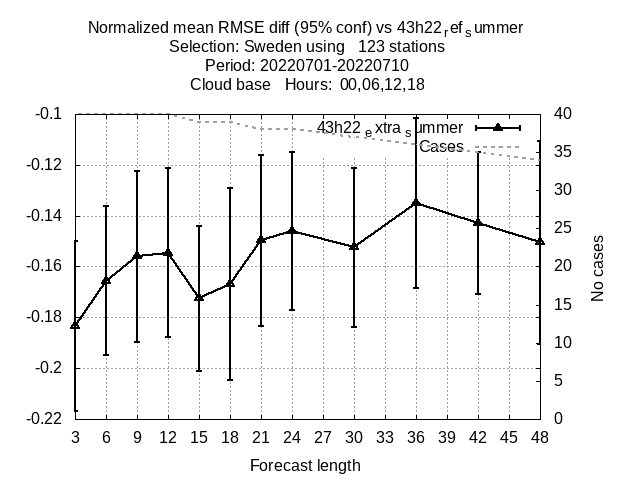 Normalized mean RMSE diff (95% conf) vs 43h22refsummer
Selection: Sweden using 123 stations
Period: 20220701-20220710
Cloud base Hours: 00,06,12,18
43h22extrasummer
Cases
-0.1
-0.12
-0.14
-0.16
-0.18
-0.2
-0.22
40
35
30
25
20
15
10
5
0
No cases
3 6 9 12 15 18 21 24 27 30 33 36 39 42 45 48
Forecast length